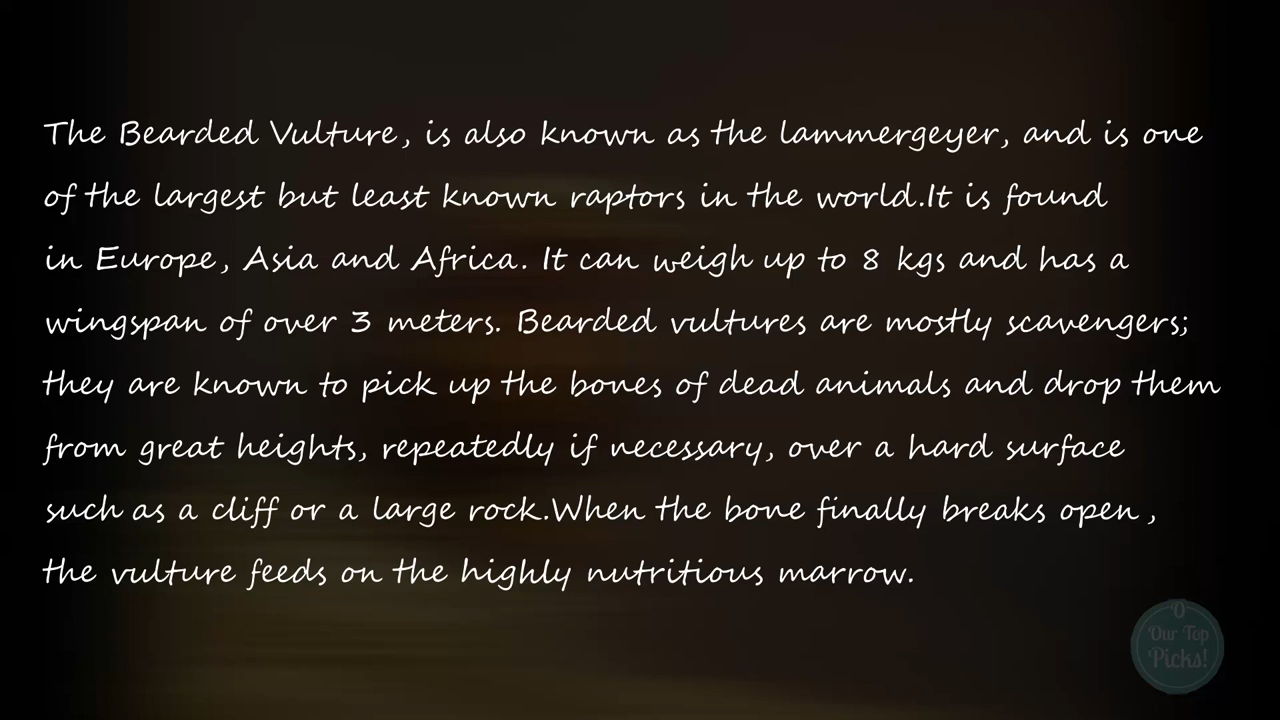 The Bearded Vulture, is also known as the lammergeyer, and is one
of the largest but least known raptors in the world.It is found
in Europe, Asia and Africa. It can weigh up to 8 kgs and has a
wingspan of over 3 meters. Bearded vultures are mostly scavengers;
they are known to pick up the bones of dead animals and drop them
from great heights, repeatedly if necessary, over a hard surface
such as a cliff or a large rock.When the bone finally breaks open ,
the vulture feeds on the highly nutritious marrow.
O
Our Top
Picks!